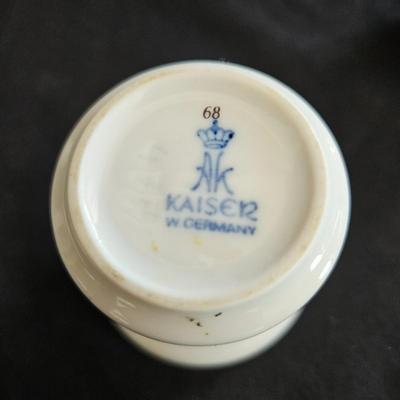 68
AK
KAISER
W. GERMANY